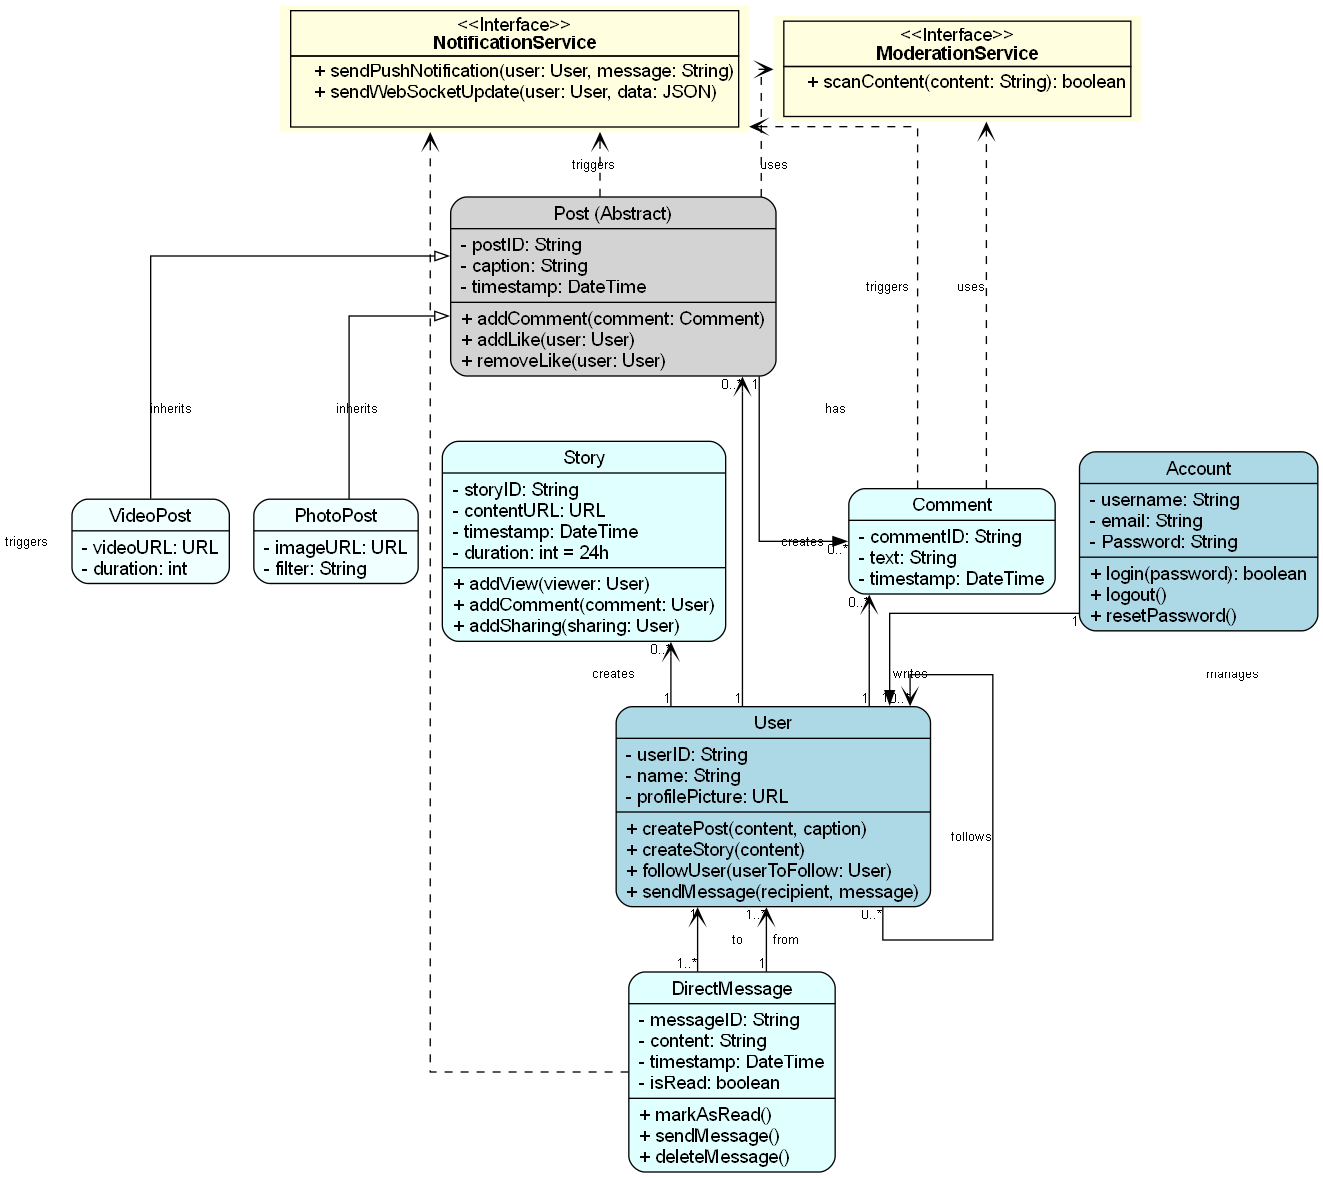 <<Interface>>
NotificationService
+ sendPushNotification(user: User, message: String)
+ sendWebSocketUpdate(user: User, data: JSON)
<<Interface>>
ModerationService
+ scanContent(content: String): boolean
triggers
uses
Post (Abstract)
- postID: String
- caption: String
- timestamp: DateTime
+ addComment(comment: Comment)
+ addLike(user: User)
+ removeLike(user: User)
triggers
uses
0..*
1
inherits
inherits
has
Story
- storyID: String
- contentURL: URL
- timestamp: DateTime
- duration: int = 24h
+ addView(viewer: User)
+ addComment(comment: User)
+ addSharing(sharing: User)
Account
- username: String
- email: String
- Password: String
+ login(password): boolean
+ logout()
+ resetPassword()
VideoPost
- videoURL: URL
- duration: int
PhotoPost
- imageURL: URL
- filter: String
Comment
- commentID: String
- text: String
- timestamp: DateTime
triggers
creates
0..*
0..*
1
0..*
creates
writes
manages
1
1
1
1
0..*
User
- userID: String
- name: String
- profilePicture: URL
+ createPost(content, caption)
+ createStory(content)
+ followUser(userToFollow: User)
+ sendMessage(recipient, message)
follows
1
1..*
0..*
to
from
1..*
1
DirectMessage
- messageID: String
- content: String
- timestamp: DateTime
- isRead: boolean
+ markAsRead()
+ sendMessage()
+ deleteMessage()